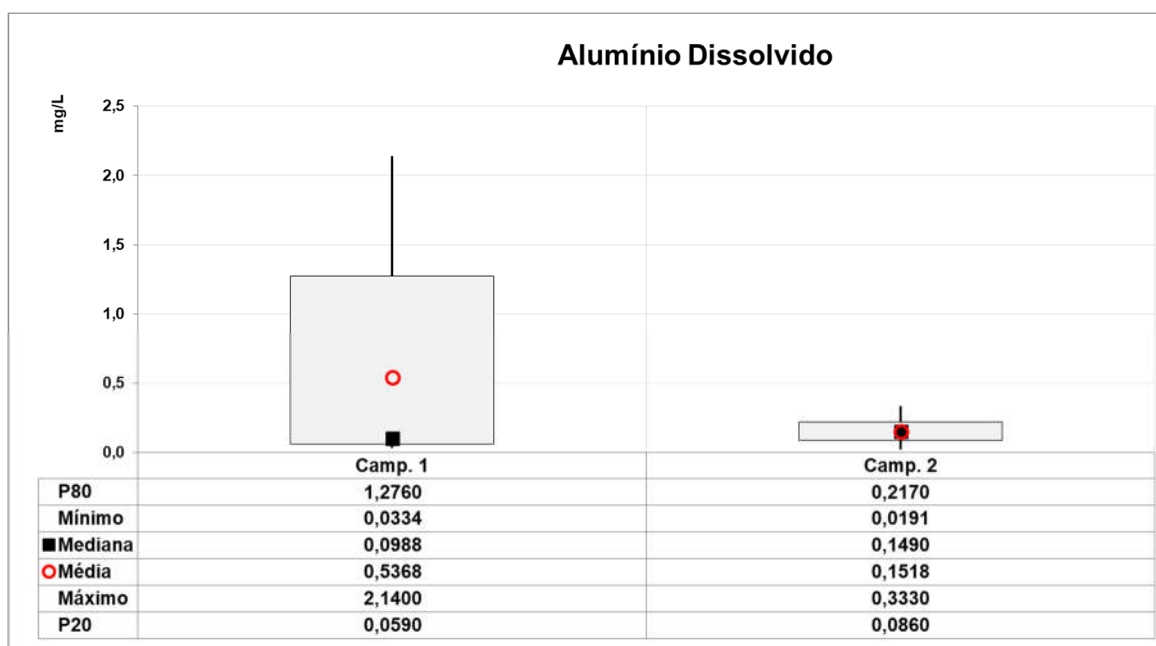 Alumínio Dissolvido
mg/L
2,5
2,0
1,5
1,0
0,5
0,0
Camp. 1 Camp. 2
P80 1,2760 0,2170
Mínimo 0,0334 0,0191
Mediana 0,0988 0,1490
Média 0,5368 0,1518
Máximo 2,1400 0,3330
P20 0,0590 0,0860